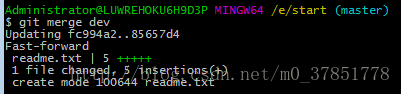 Administrator@LUWREHOKU6H9D3P MINGW64 /e/start (master)
$ git merge dev
Updating fc994a2..85657d4
Fast-forward
 readme.txt | 5 +++++
 1 file changed, 5 insertions(+)
 create mode 100644 readme.txt
http://blog.csdn.net/m0_37851778